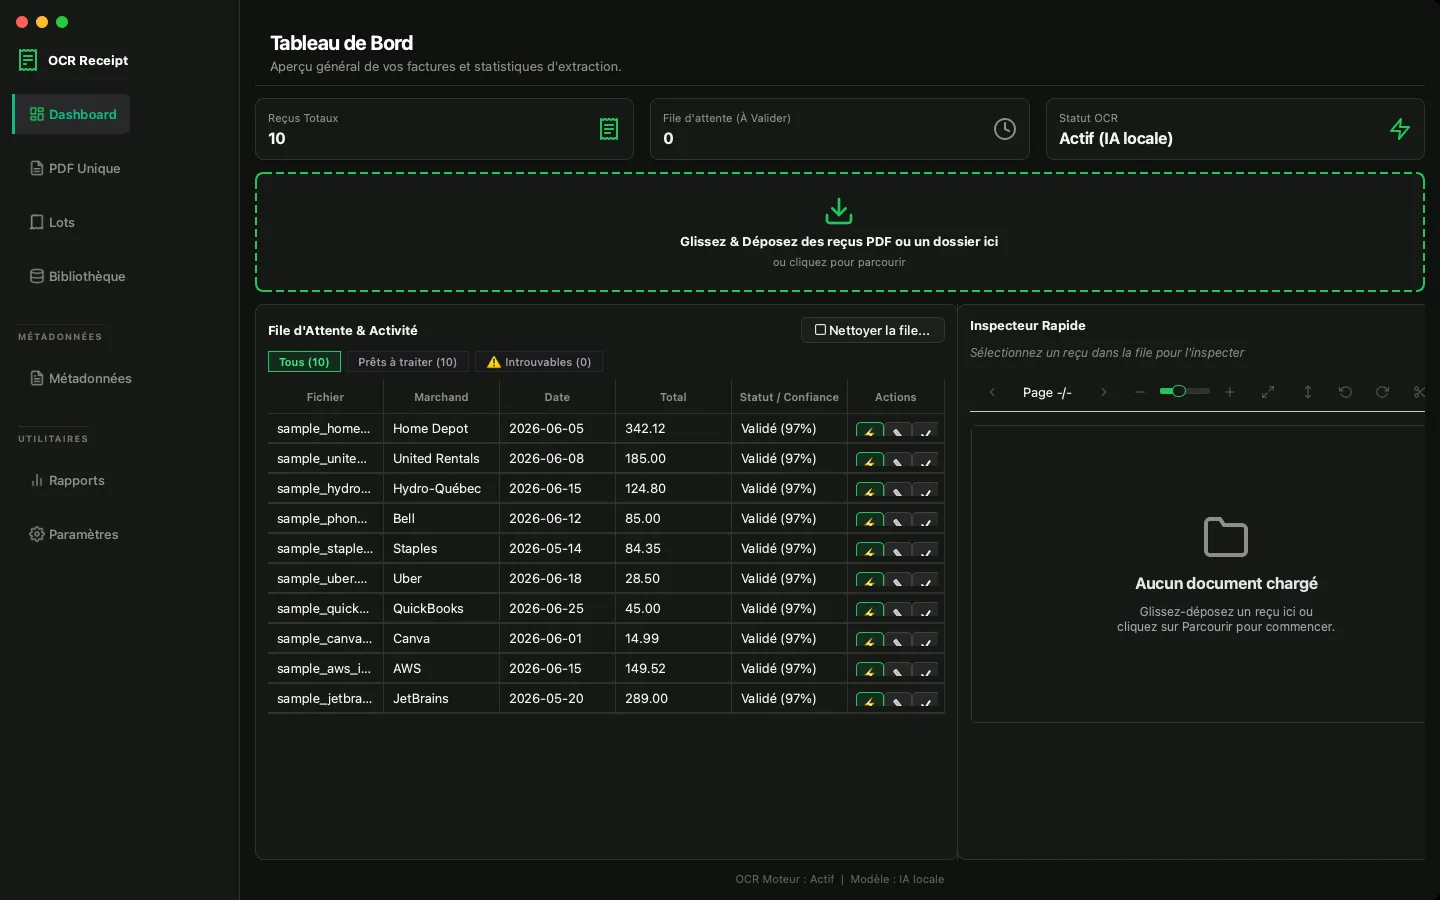 OCR Receipt
Dashboard
PDF Unique
Lots
Bibliothèque
MÉTADONNÉES
Métadonnées
UTILITAIRES
Rapports
Paramètres
Tableau de Bord
Aperçu général de vos factures et statistiques d'extraction.
Reçus Totaux
10
File d'attente (À Valider)
0
Statut OCR
Actif (IA locale)
Glissez & Déposez des reçus PDF ou un dossier ici
ou cliquez pour parcourir
File d'Attente & Activité
Nettoyer la file...
Tous (10) Prêts à traiter (10) Introuvables (0)
Fichier Marchand Date Total Statut / Confiance Actions
sample_home... Home Depot 2026-06-05 342.12 Validé (97%)
sample_unite... United Rentals 2026-06-08 185.00 Validé (97%)
sample_hydro... Hydro-Québec 2026-06-15 124.80 Validé (97%)
sample_phon... Bell 2026-06-12 85.00 Validé (97%)
sample_staple... Staples 2026-05-14 84.35 Validé (97%)
sample_uber.... Uber 2026-06-18 28.50 Validé (97%)
sample_quick... QuickBooks 2026-06-25 45.00 Validé (97%)
sample_canva... Canva 2026-06-01 14.99 Validé (97%)
sample_aws_i... AWS 2026-06-15 149.52 Validé (97%)
sample_jetbra... JetBrains 2026-05-20 289.00 Validé (97%)
Inspecteur Rapide
Sélectionnez un reçu dans la file pour l'inspecter
Page -/-
Aucun document chargé
Glissez-déposez un reçu ici ou
cliquez sur Parcourir pour commencer.
OCR Moteur : Actif | Modèle : IA locale